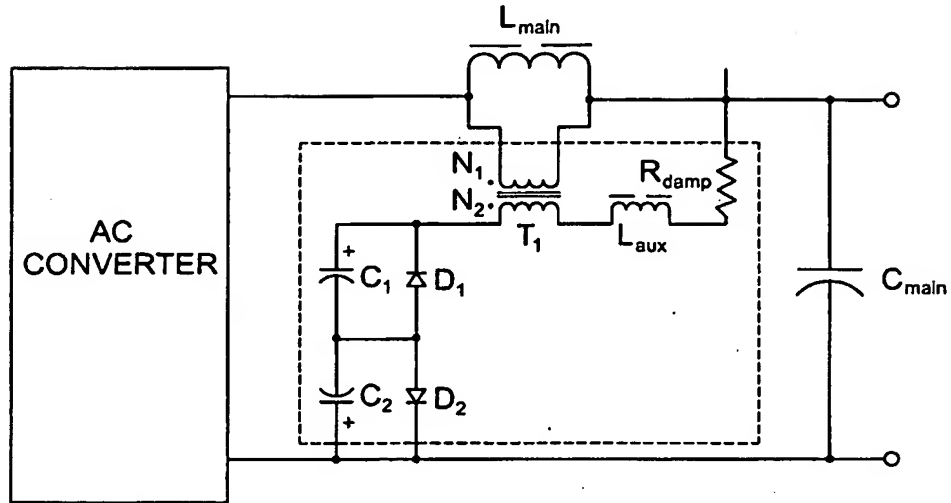 L_main
N_1
N_2
T_1
L_aux
R_damp
AC
CONVERTER
+
C_1
D_1
C_2
+
D_2
C_main